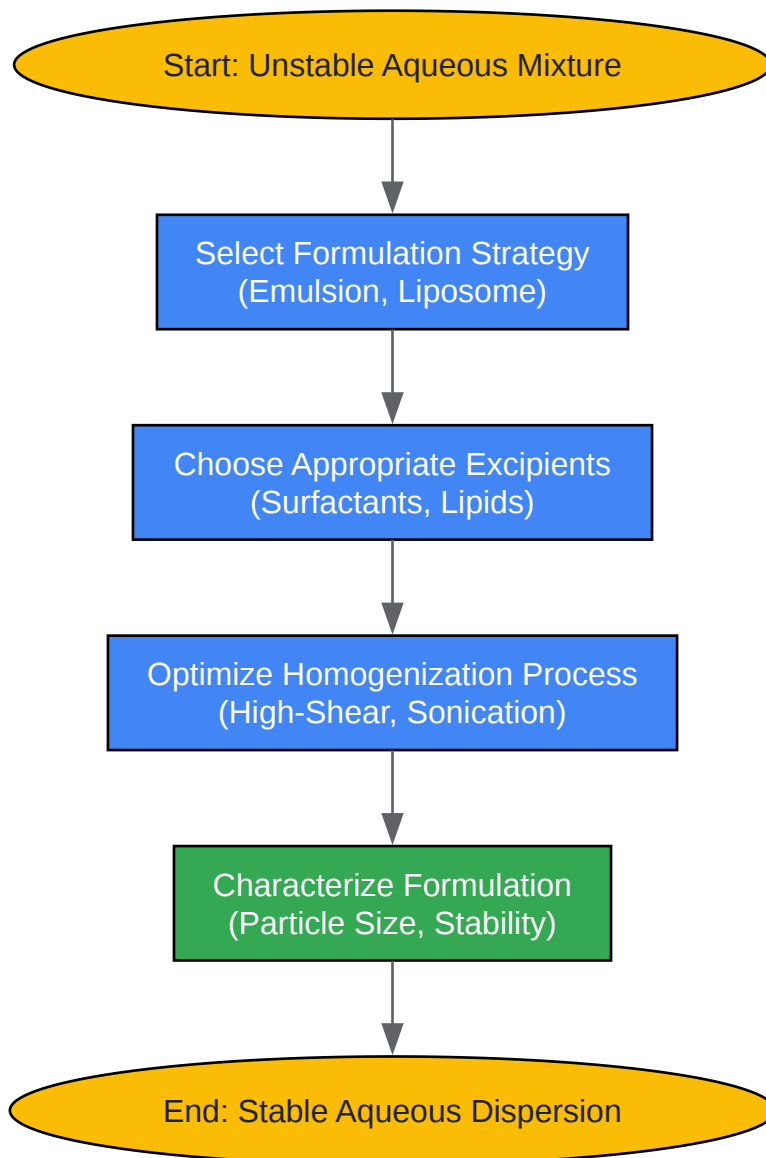 Start: Unstable Aqueous Mixture
Select Formulation Strategy
(Emulsion, Liposome)
Choose Appropriate Excipients
(Surfactants, Lipids)
Optimize Homogenization Process
(High-Shear, Sonication)
Characterize Formulation
(Particle Size, Stability)
End: Stable Aqueous Dispersion